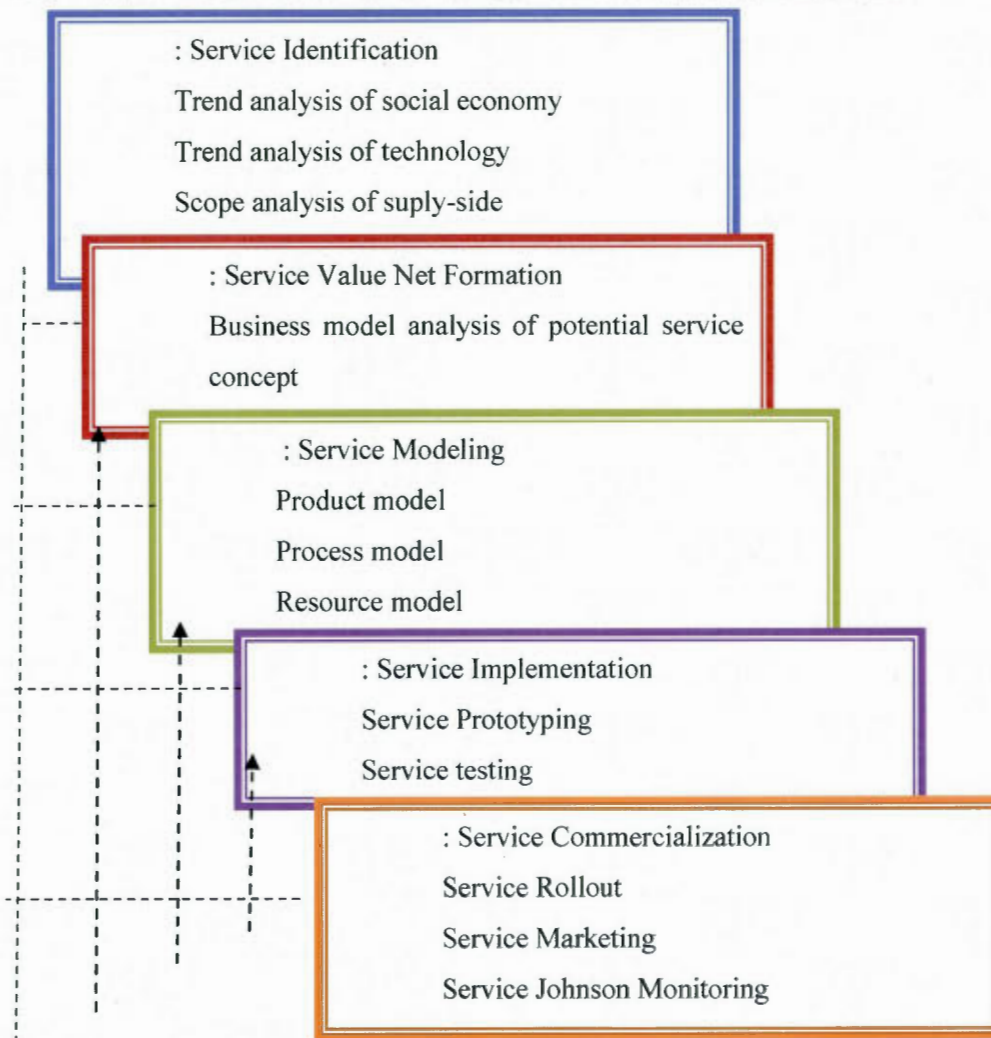 : Service Identification
Trend analysis of social economy
Trend analysis of technology
Scope analysis of suply-side
: Service Value Net Formation
Business model analysis of potential service
concept
: Service Modeling
Product model
Process model
Resource model
: Service Implementation
Service Prototyping
Service testing
: Service Commercialization
Service Rollout
Service Marketing
Service Johnson Monitoring